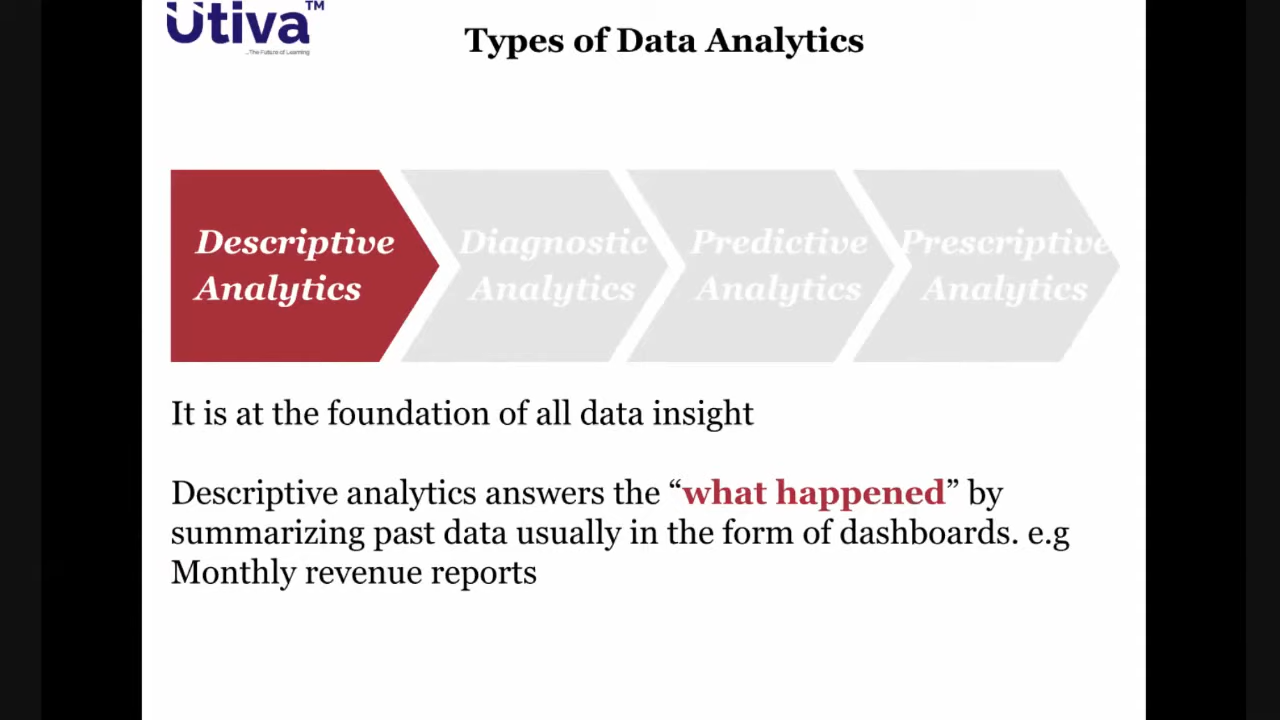 Utiva™
...The Future of Learning
Types of Data Analytics
Descriptive
Analytics
Diagnostic
Analytics
Predictive
Analytics
Prescriptive
Analytics
It is at the foundation of all data insight
Descriptive analytics answers the “what happened” by
summarizing past data usually in the form of dashboards. e.g
Monthly revenue reports